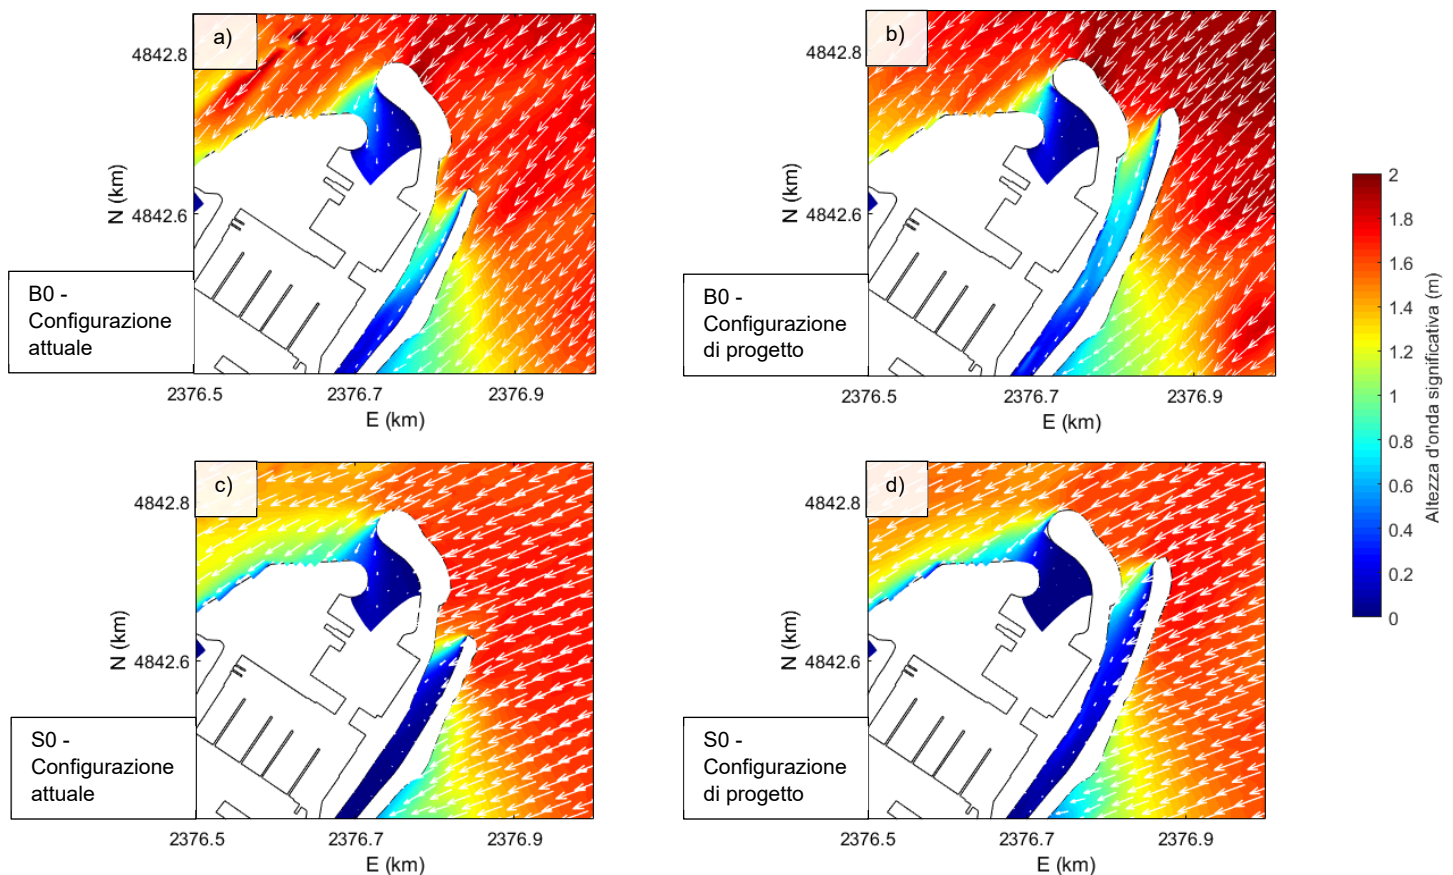 a)
4842.8
N (km)
4842.6
B0 -
Configurazione
attuale
2376.5
2376.7
2376.9
E (km)
b)
4842.8
N (km)
4842.6
B0 -
Configurazione
di progetto
2376.5
2376.7
2376.9
E (km)
c)
4842.8
N (km)
4842.6
S0 -
Configurazione
attuale
2376.5
2376.7
2376.9
E (km)
d)
4842.8
N (km)
4842.6
S0 -
Configurazione
di progetto
2376.5
2376.7
2376.9
E (km)
2
1.8
1.6
1.4
1.2
1
0.8
0.6
0.4
0.2
0
Altezza d'onda significativa (m)